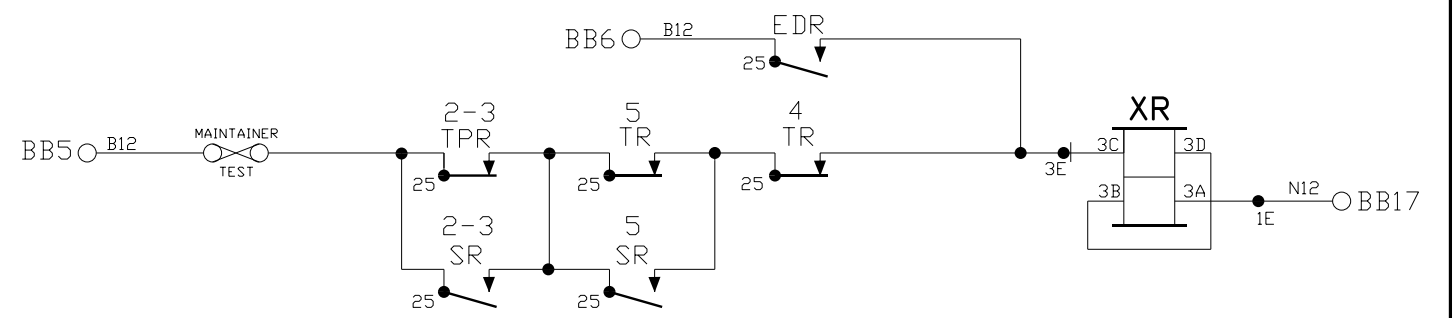 EDR
BB6 B12
25
XR
2-3 5 4
TPR TR TR
MAINTAINER
BB5 B12
TEST
3C 3D
3E
25 25 25
3B 3A N12 BB17
1E
2-3 5
SR SR
25 25